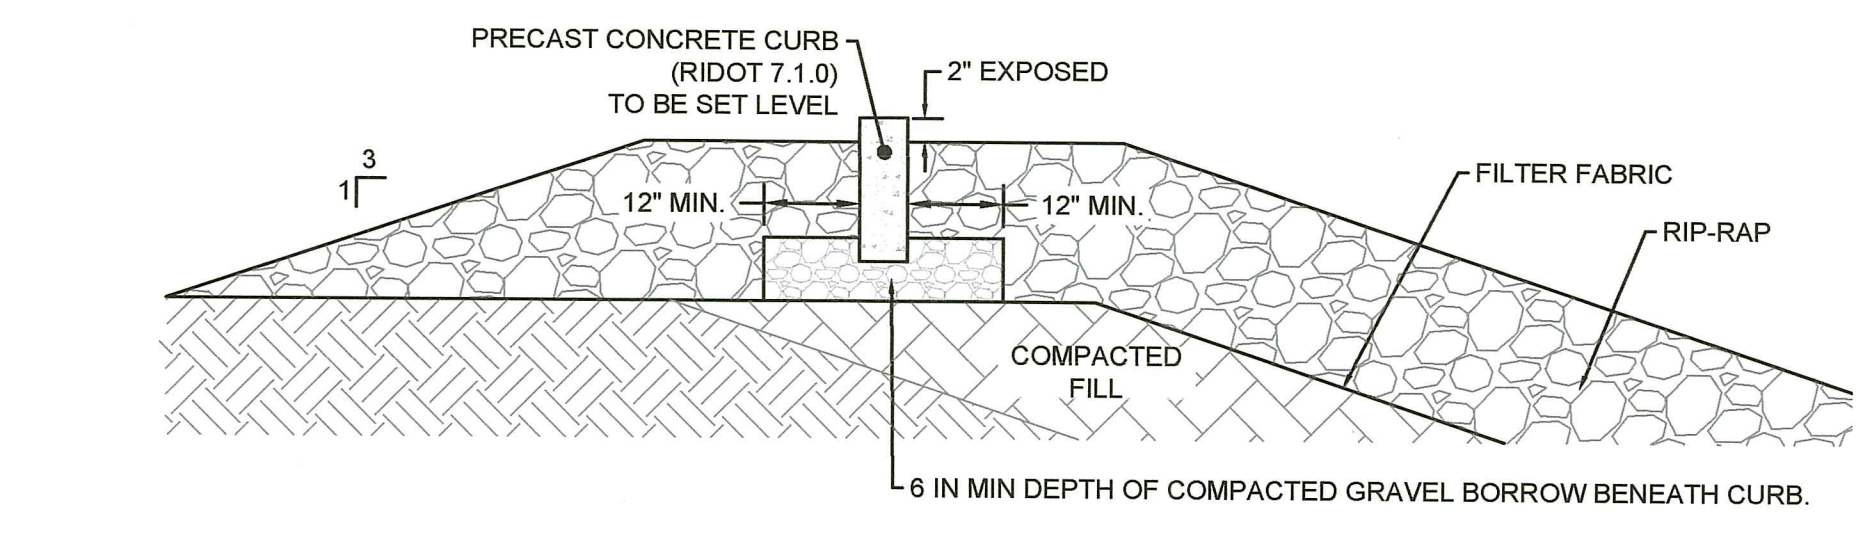 PRECAST CONCRETE CURB
(RIDOT 7.1.0)
TO BE SET LEVEL
2" EXPOSED
3
1
12" MIN.
12" MIN.
FILTER FABRIC
RIP-RAP
COMPACTED
FILL
6 IN MIN DEPTH OF COMPACTED GRAVEL BORROW BENEATH CURB.